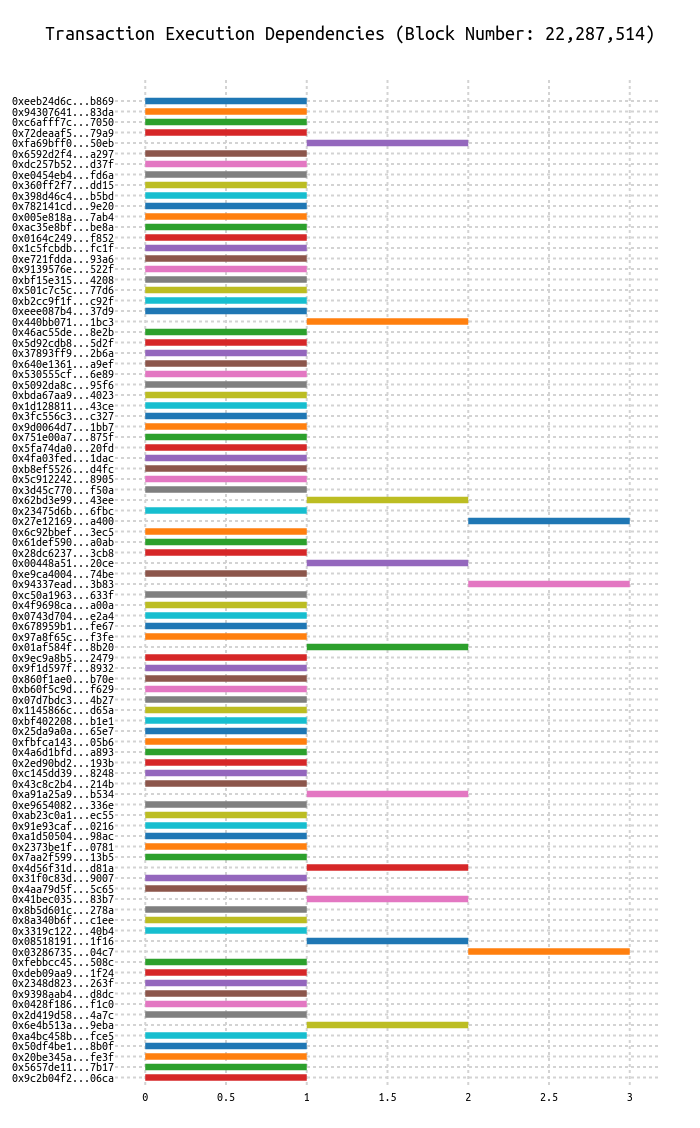 Transaction Execution Dependencies (Block Number: 22,287,514)
0xeeb24d6c...b869
0x94307641...83da
0xc6afff7c...7050
0x72deaaf5...79a9
0xfa69bff0...50eb
0x6592d2f4...a297
0xdc257b52...d37f
0xe0454eb4...fd6a
0x360ff2f7...dd15
0x398d46c4...b5bd
0x782141cd...9e20
0x005e818a...7ab4
0xac35e8bf...be8a
0x0164c249...f852
0x1c5fcbdb...fc1f
0xe721fdda...93a6
0x9139576e...522f
0xbf15e315...4208
0x501c7c5c...77d6
0xb2cc9f1f...c92f
0xeee087b4...37d9
0x440bb071...1bc3
0x46ac55de...8e2b
0x5d92cdb8...5d2f
0x37893ff9...2b6a
0x640e1361...a9ef
0x530555cf...6e89
0x5092da8c...95f6
0xbda67aa9...4023
0x1d128811...43ce
0x3fc556c3...c327
0x9d0064d7...1bb7
0x751e00a7...875f
0x5fa74da0...20fd
0x4fa03fed...1dac
0xb8ef5526...d4fc
0x5c912242...8905
0x3d45c770...f50a
0x62bd3e99...43ee
0x23475d6b...6fbc
0x27e12169...a400
0x6c92bbef...3ec5
0x61def590...a0ab
0x28dc6237...3cb8
0x00448a51...20ce
0xe9ca4004...74be
0x94337ead...3b83
0xc50a1963...633f
0x4f9698ca...a00a
0x0743d704...e2a4
0x678959b1...fe67
0x97a8f65c...f3fe
0x01af584f...8b20
0x9ec9a8b5...2479
0x9f1d597f...8932
0x860f1ae0...b70e
0xb60f5c9d...f629
0x07d7bdc3...4b27
0x1145866c...d65a
0xbf402208...b1e1
0x25da9a0a...65e7
0xfbfca143...05b6
0x4a6d1bfd...a893
0x2ed90bd2...193b
0xc145dd39...8248
0x43c8c2b4...214b
0xa91a25a9...b534
0xe9654082...336e
0xab23c0a1...ec55
0x91e93caf...0216
0xa1d50504...98ac
0x2373be1f...0781
0x7aa2f599...13b5
0x4d56f31d...d81a
0x31f0c83d...9007
0x4aa79d5f...5c65
0x41bec035...83b7
0x8b5d601c...278a
0x8a340b6f...c1ee
0x3319c122...40b4
0x08518191...1f16
0x03286735...04c7
0xfebbcc45...508c
0xdeb09aa9...1f24
0x2348d823...263f
0x9398aab4...d8dc
0x0428f186...f1c0
0x2d419d58...4a7c
0x6e4b513a...9eba
0xa4bc458b...fce5
0x50df4be1...8b0f
0x20be345a...fe3f
0x5657de11...7b17
0x9c2b04f2...06ca
0 0.5 1 1.5 2 2.5 3